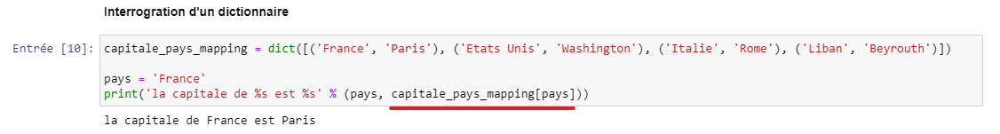 Interrogration d'un dictionnaire
Entrée [10]: capitale_pays_mapping = dict([('France', 'Paris'), ('Etats Unis', 'Washington'), ('Italie', 'Rome'), ('Liban', 'Beyrouth')])
pays = 'France'
print('la capitale de %s est %s' % (pays, capitale_pays_mapping[pays]))
la capitale de France est Paris